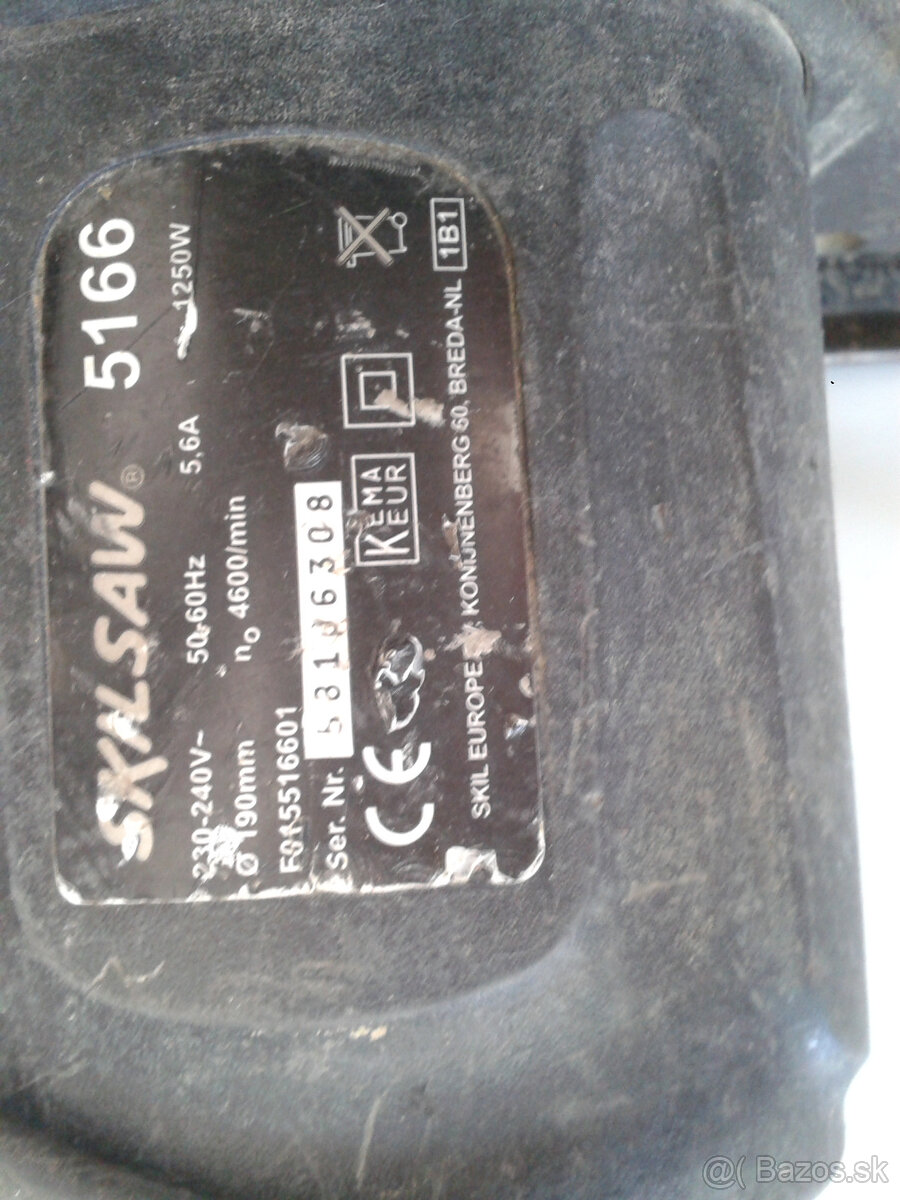 SKILSAW® 5166
230-240V~ 50-60Hz 5,6A 1250W
Ø 190mm n₀ 4600/min
F015516601
Ser. Nr.
CE KEMA KEUR
SKIL EUROPE KONIJNENBERG 60, BREDA-NL 1B1
@( Bazos.sk